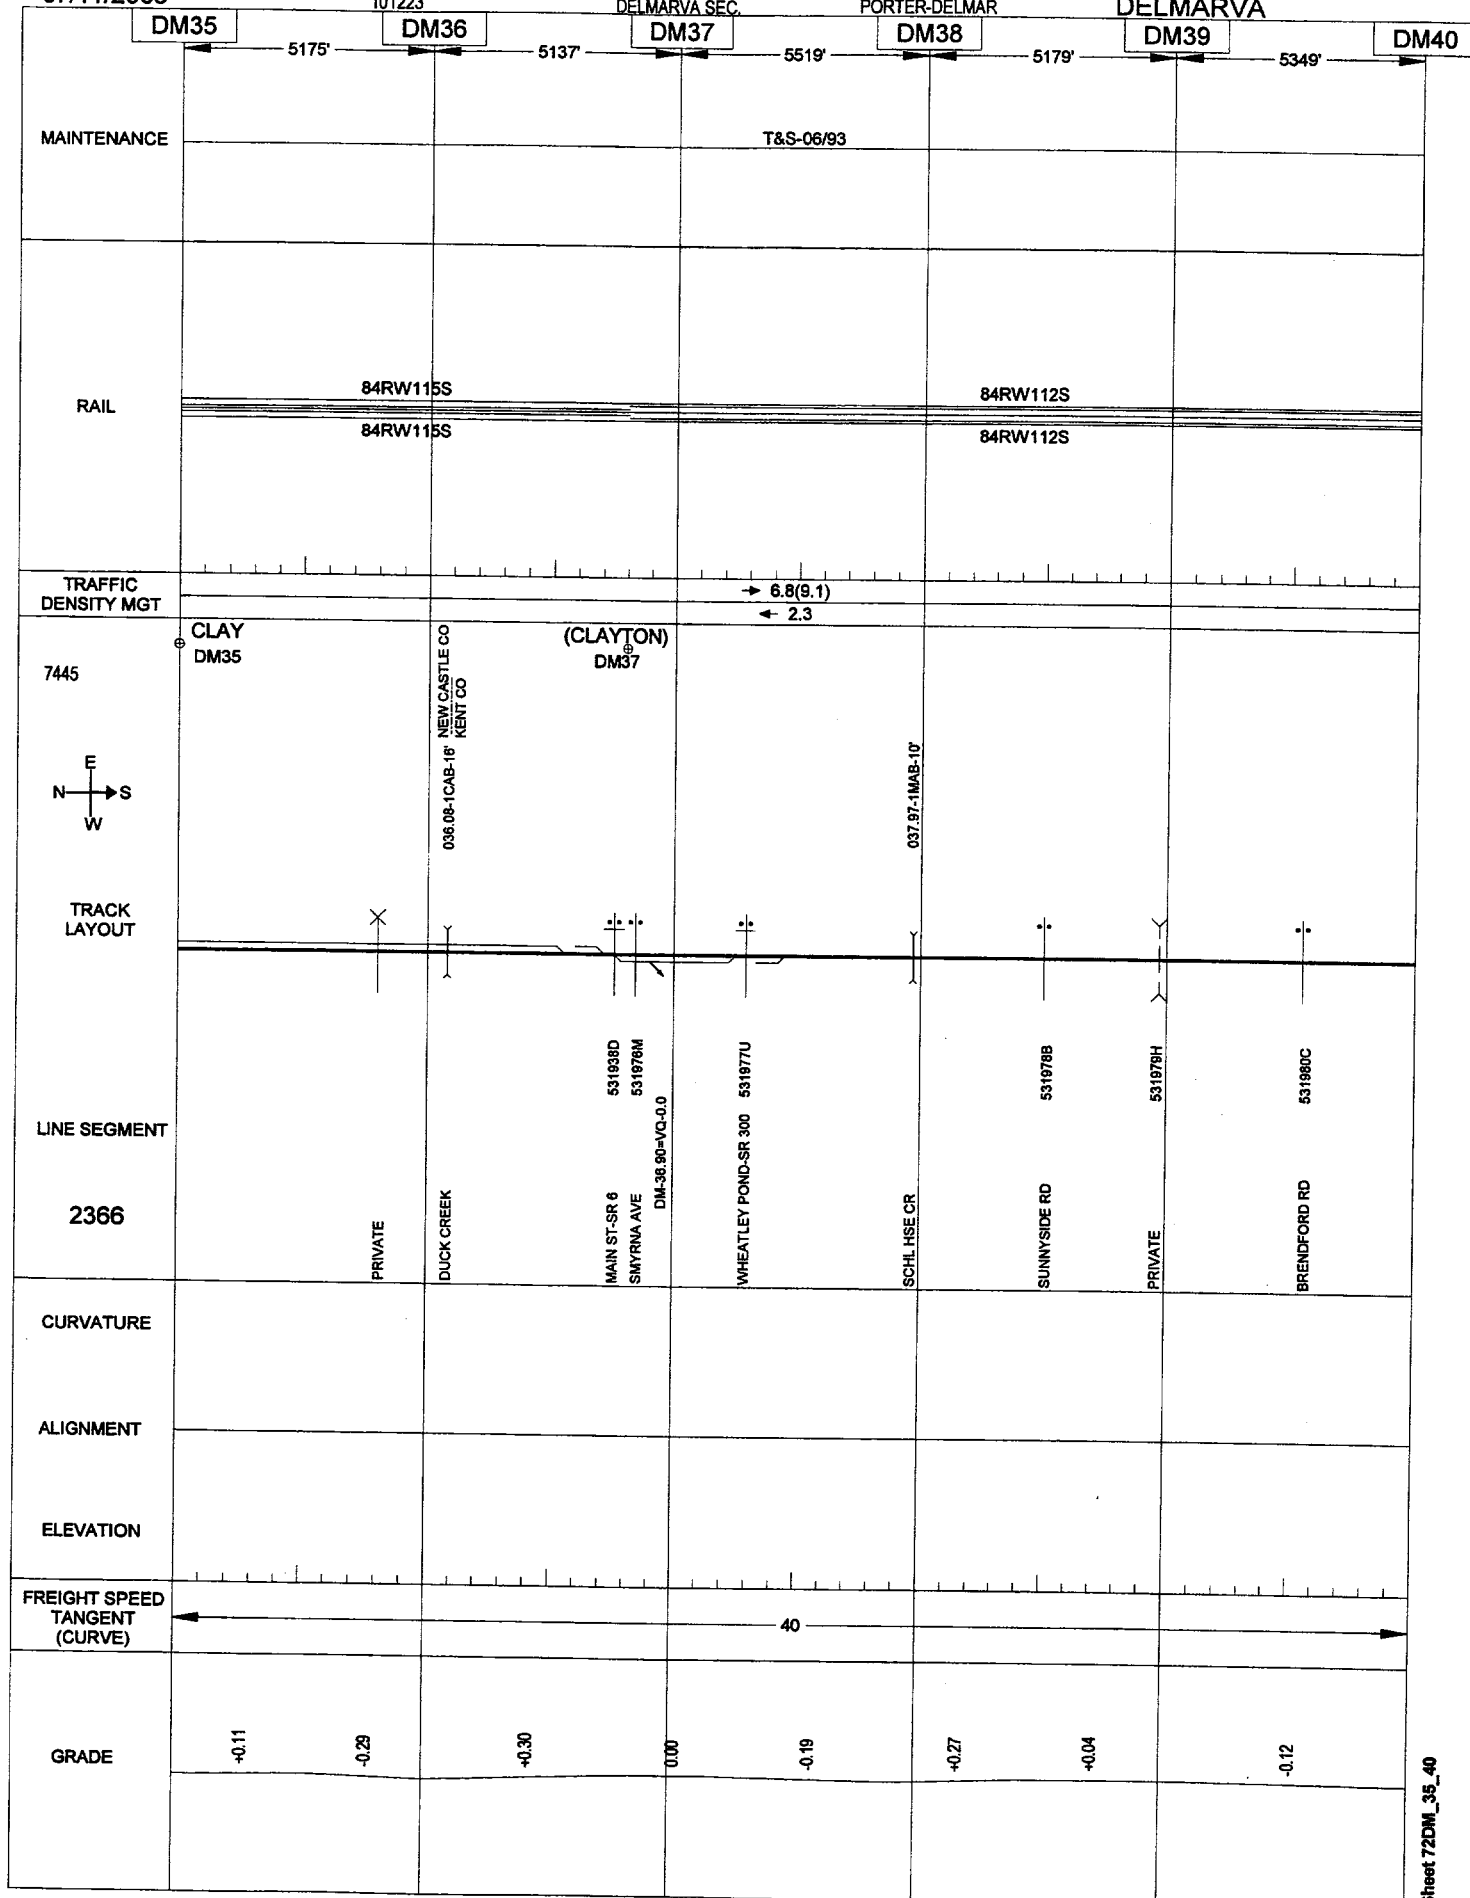 101223 DELMARVA SEC. PORTER-DELMAR DELMARVA
DM35 DM36 DM37 DM38 DM39 DM40
5175' 5137' 5519' 5179' 5349'
MAINTENANCE
T&S-06/93
RAIL
84RW115S 84RW112S
84RW115S 84RW112S
TRAFFIC
DENSITY MGT
→ 6.8(9.1)
← 2.3
CLAY
DM35
(CLAYTON)
DM37
7445
036.08-1CAB-16'
NEW CASTLE CO
KENT CO
037.97-1MAB-10'
E
N S
W
TRACK
LAYOUT
LINE SEGMENT
2366
PRIVATE
DUCK CREEK
MAIN ST-SR 6 531938D
SMYRNA AVE 531976M
DM-36.90=VQ-0.0
WHEATLEY POND-SR 300 531977U
SCHL HSE CR
SUNNYSIDE RD 531978B
PRIVATE 531979H
BRENDFORD RD 531980C
CURVATURE
ALIGNMENT
ELEVATION
FREIGHT SPEED
TANGENT
(CURVE)
40
GRADE
+0.11 -0.29 +0.30 0.00 -0.19 +0.27 +0.04 -0.12
Sheet 72DM_35_40